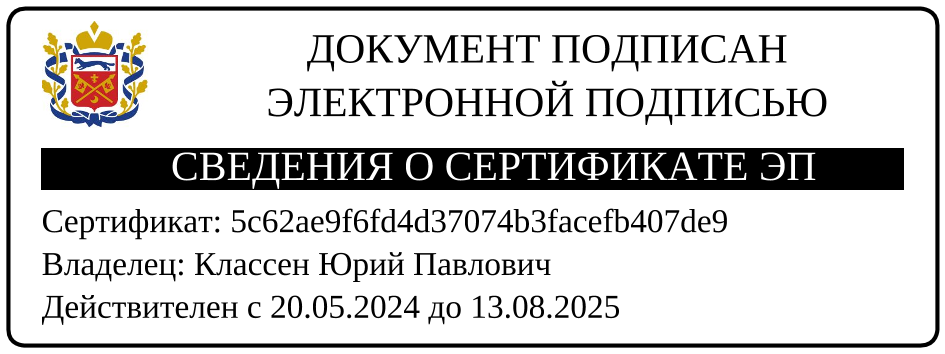 ДОКУМЕНТ ПОДПИСАН
ЭЛЕКТРОННОЙ ПОДПИСЬЮ
СВЕДЕНИЯ О СЕРТИФИКАТЕ ЭП
Сертификат: 5c62ae9f6fd4d37074b3facefb407de9
Владелец: Классен Юрий Павлович
Действителен с 20.05.2024 до 13.08.2025